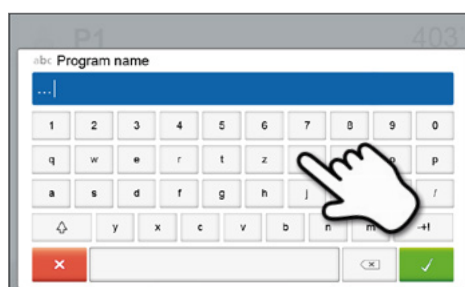 P1 403
abc Program name
...
1 2 3 4 5 6 7 8 9 0
q w e r t z o p
a s d f g h j l
y x c v b n m -+!